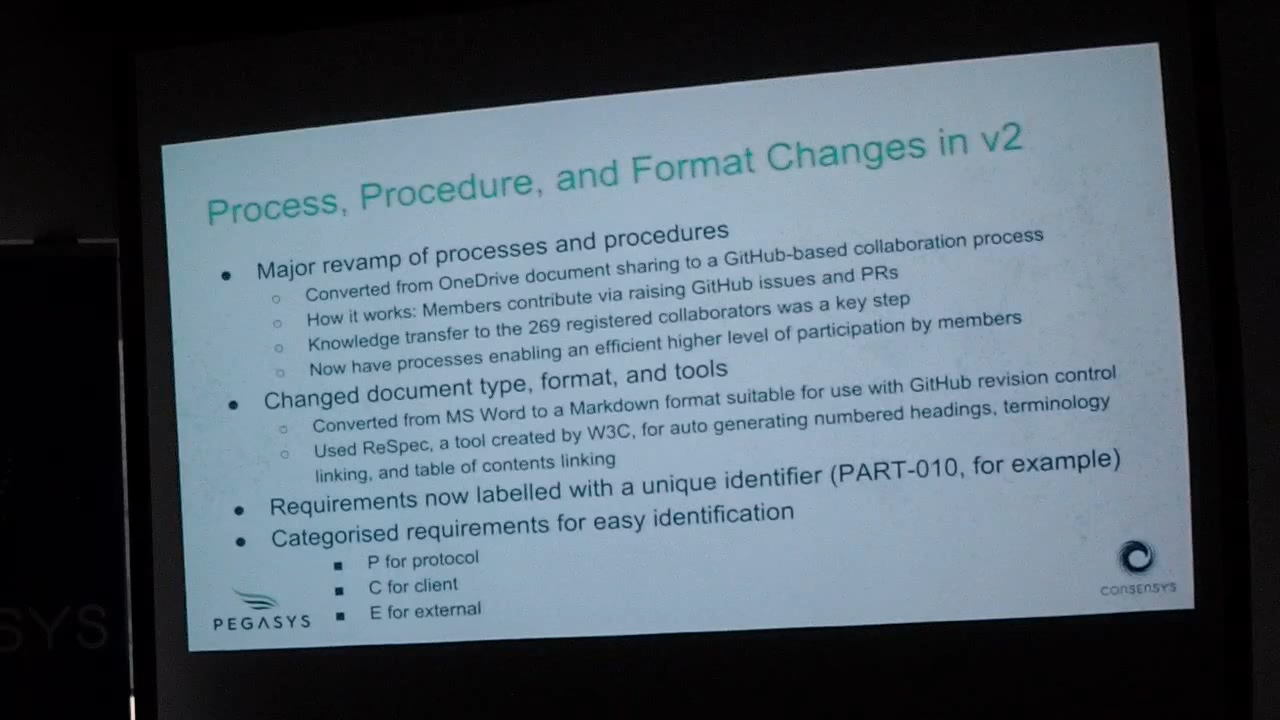 Process, Procedure, and Format Changes in v2
● Major revamp of processes and procedures
○ Converted from OneDrive document sharing to a GitHub-based collaboration process
○ How it works: Members contribute via raising GitHub issues and PRs
○ Knowledge transfer to the 269 registered collaborators was a key step
○ Now have processes enabling an efficient higher level of participation by members
● Changed document type, format, and tools
○ Converted from MS Word to a Markdown format suitable for use with GitHub revision control
○ Used ReSpec, a tool created by W3C, for auto generating numbered headings, terminology
linking, and table of contents linking
● Requirements now labelled with a unique identifier (PART-010, for example)
● Categorised requirements for easy identification
■ P for protocol
■ C for client
■ E for external
PEGASYS
CONSENSYS
SYS